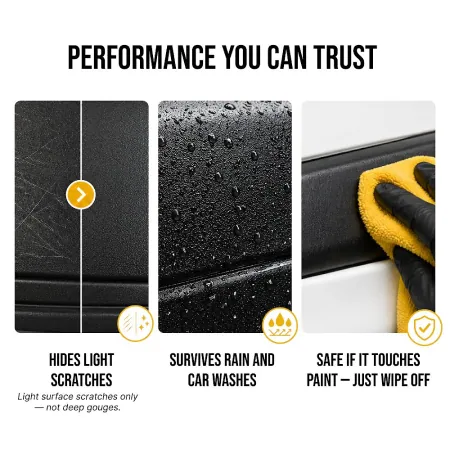 PERFORMANCE YOU CAN TRUST
HIDES LIGHT
SCRATCHES
Light surface scratches only
— not deep gouges.
SURVIVES RAIN AND
CAR WASHES
SAFE IF IT TOUCHES
PAINT – JUST WIPE OFF